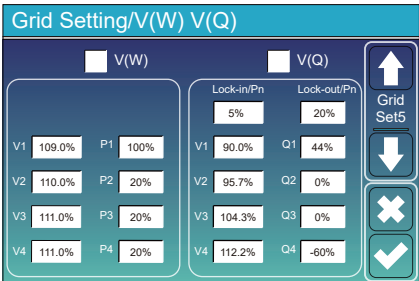 Grid Setting/V(W) V(Q)
V(W) V(Q)
Lock-in/Pn Lock-out/Pn
5% 20%
Grid
Set5
V1 109.0% P1 100% V1 90.0% Q1 44%
V2 110.0% P2 20% V2 95.7% Q2 0%
V3 111.0% P3 20% V3 104.3% Q3 0%
V4 111.0% P4 20% V4 112.2% Q4 -60%